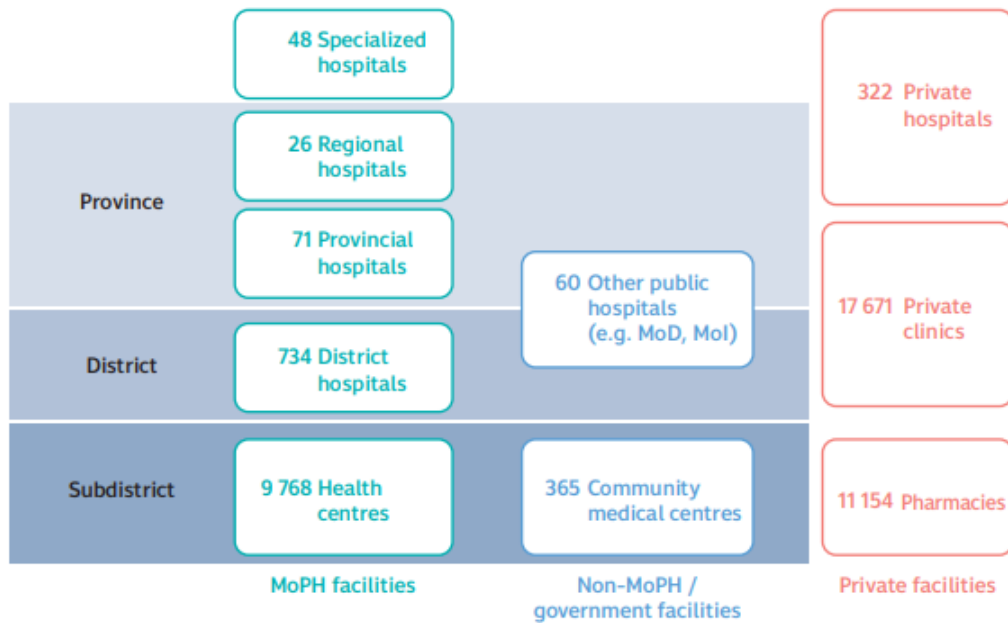 48 Specialized
hospitals
322 Private
hospitals
Province
26 Regional
hospitals
71 Provincial
hospitals
60 Other public
hospitals
(e.g. MoD, MoI)
17 671 Private
clinics
District
734 District
hospitals
Subdistrict
9 768 Health
centres
365 Community
medical centres
11 154 Pharmacies
MoPH facilities
Non-MoPH /
government facilities
Private facilities